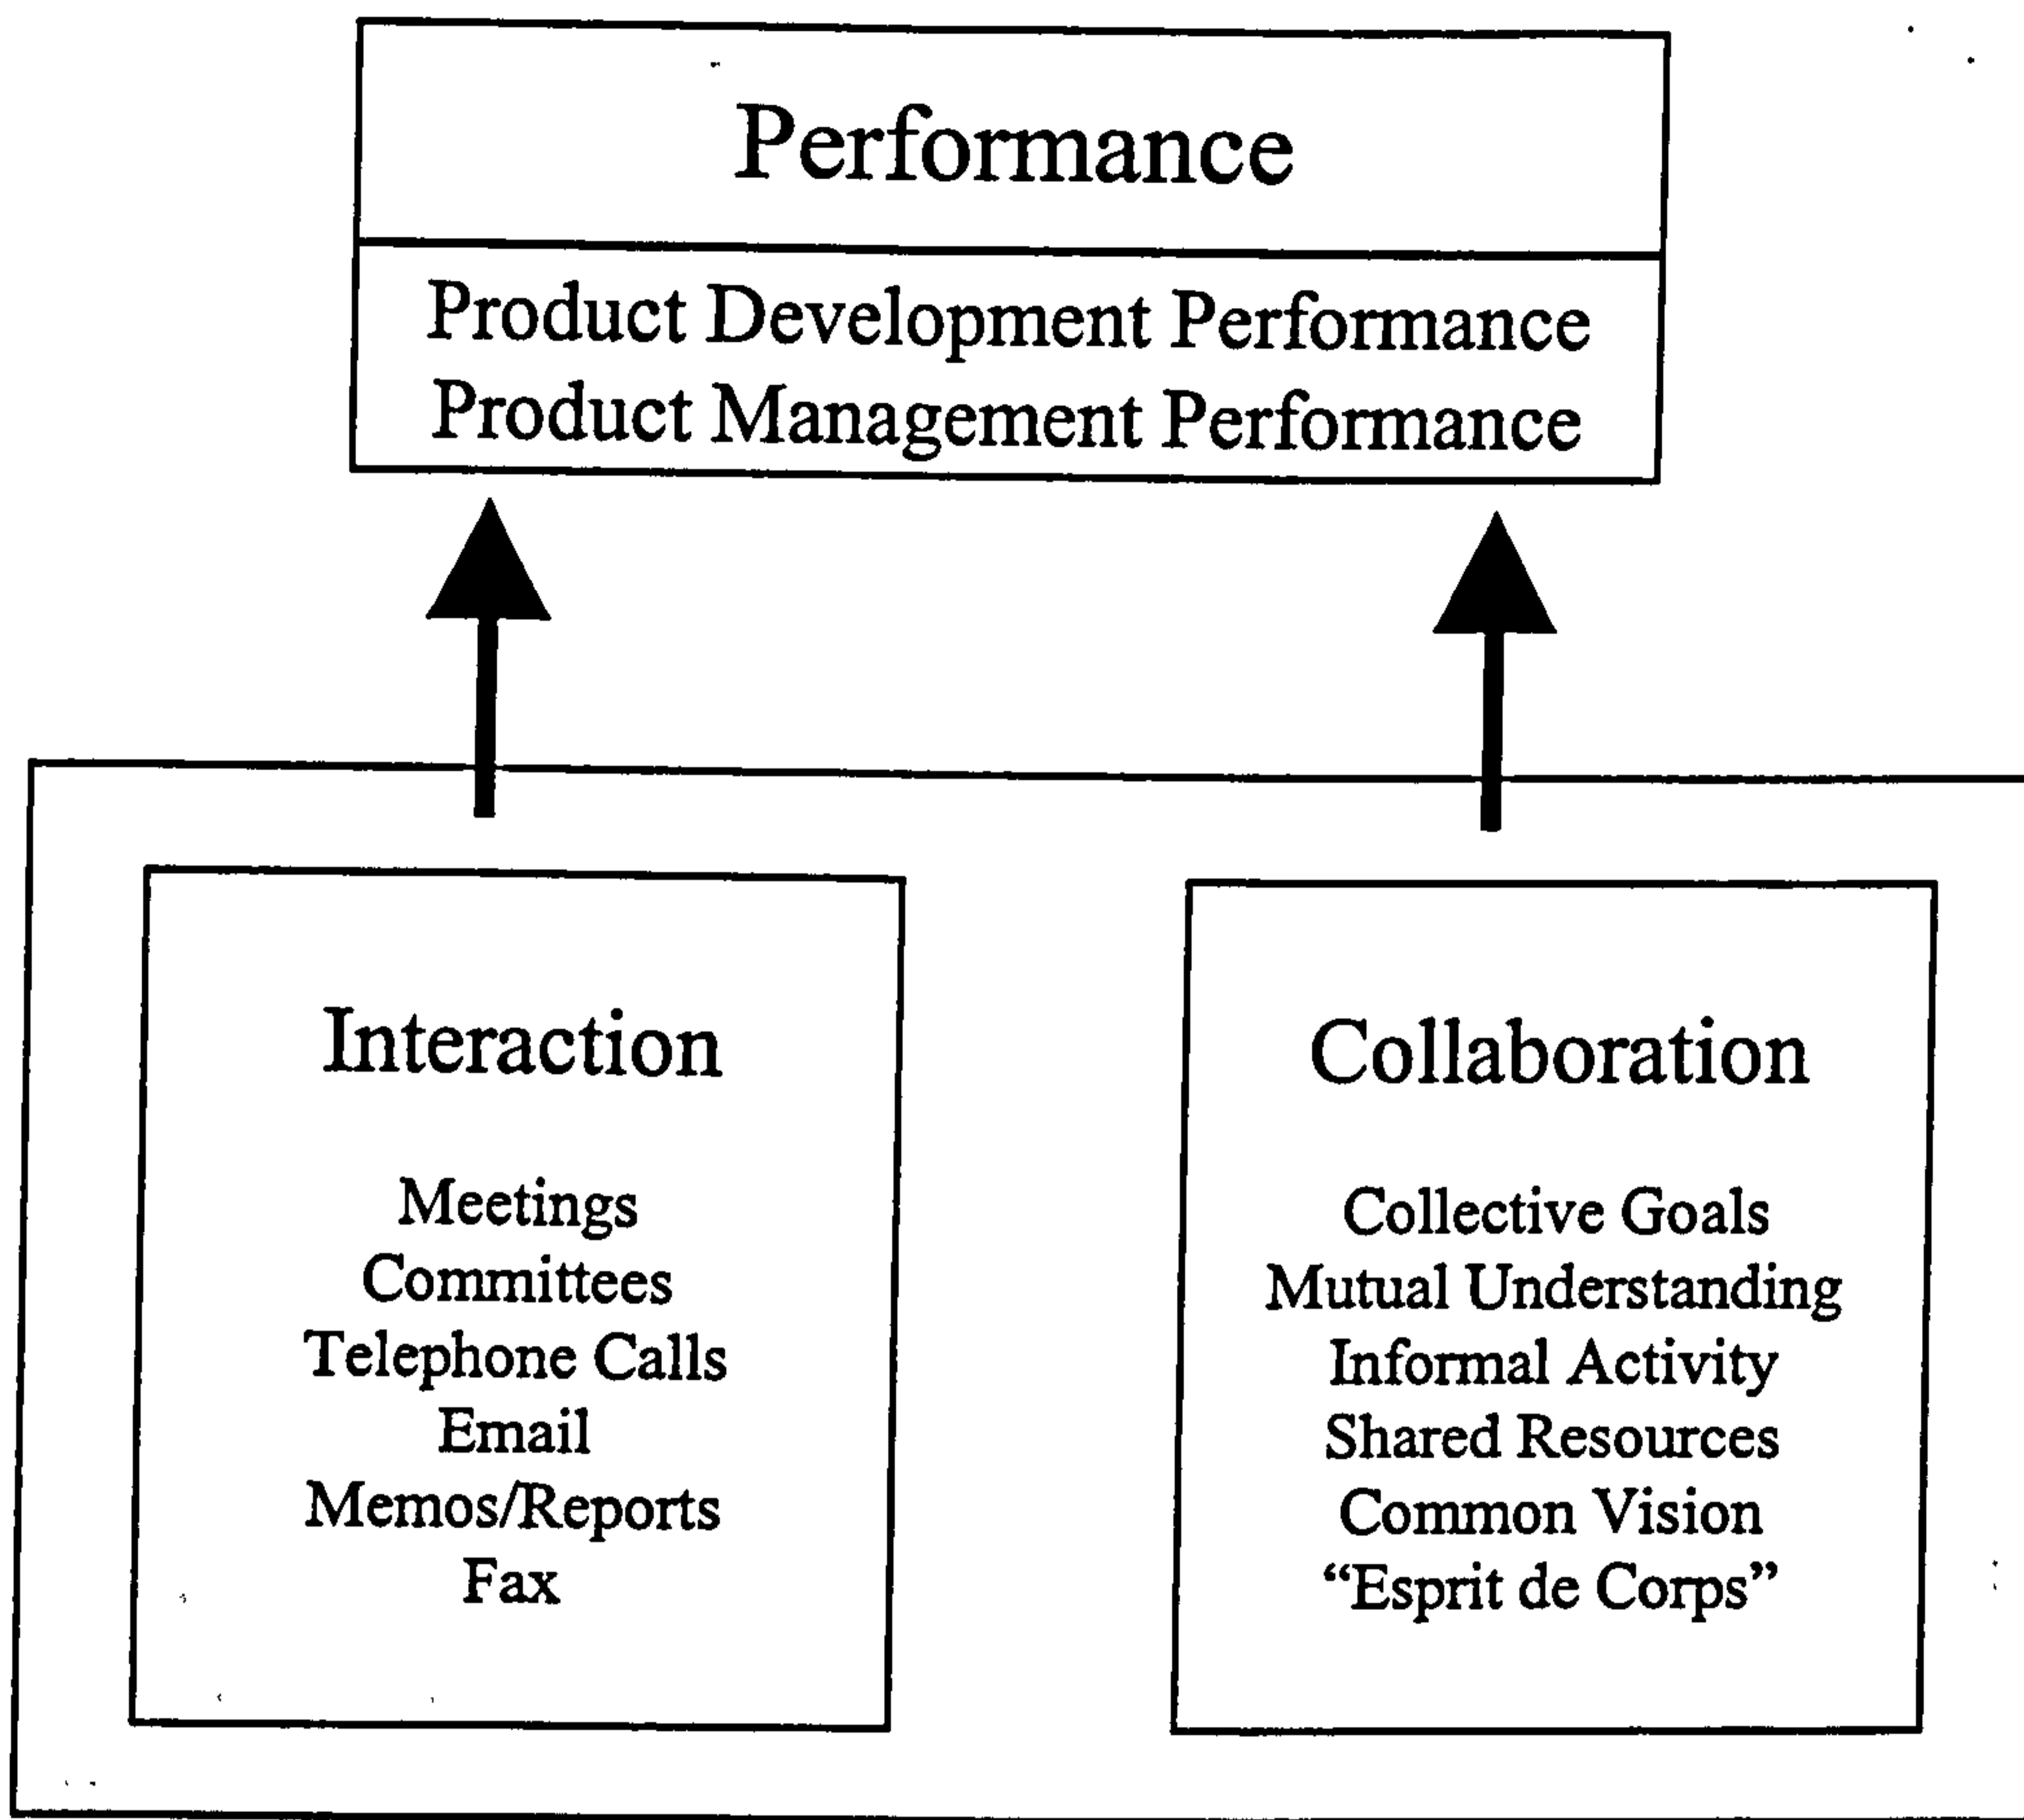 Performance
Product Development Performance
Product Management Performance
Interaction
Meetings
Committees
Telephone Calls
Email
Memos/Reports
Fax
Collaboration
Collective Goals
Mutual Understanding
Informal Activity
Shared Resources
Common Vision
“Esprit de Corps”